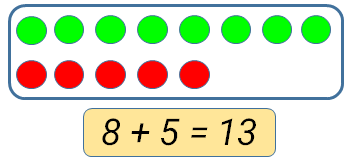 8 + 5 = 13